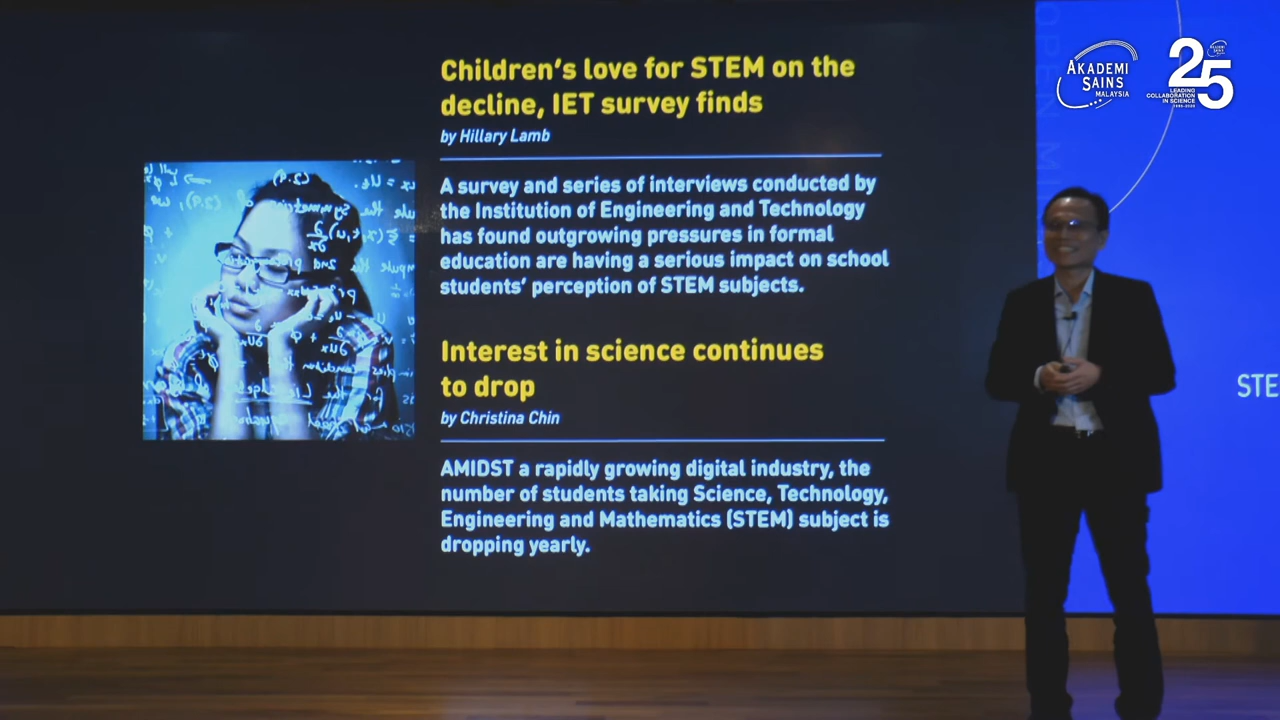 Children's love for STEM on the
decline, IET survey finds
by Hillary Lamb
A survey and series of interviews conducted by
the Institution of Engineering and Technology
has found outgrowing pressures in formal
education are having a serious impact on school
students' perception of STEM subjects.
Interest in science continues
to drop
by Christina Chin
AMIDST a rapidly growing digital industry, the
number of students taking Science, Technology,
Engineering and Mathematics (STEM) subject is
dropping yearly.
OPEN MI
AKADEMI
SAINS
MALAYSIA
25
LEADING
COLLABORATION
IN SCIENCE
1995-2020
STE